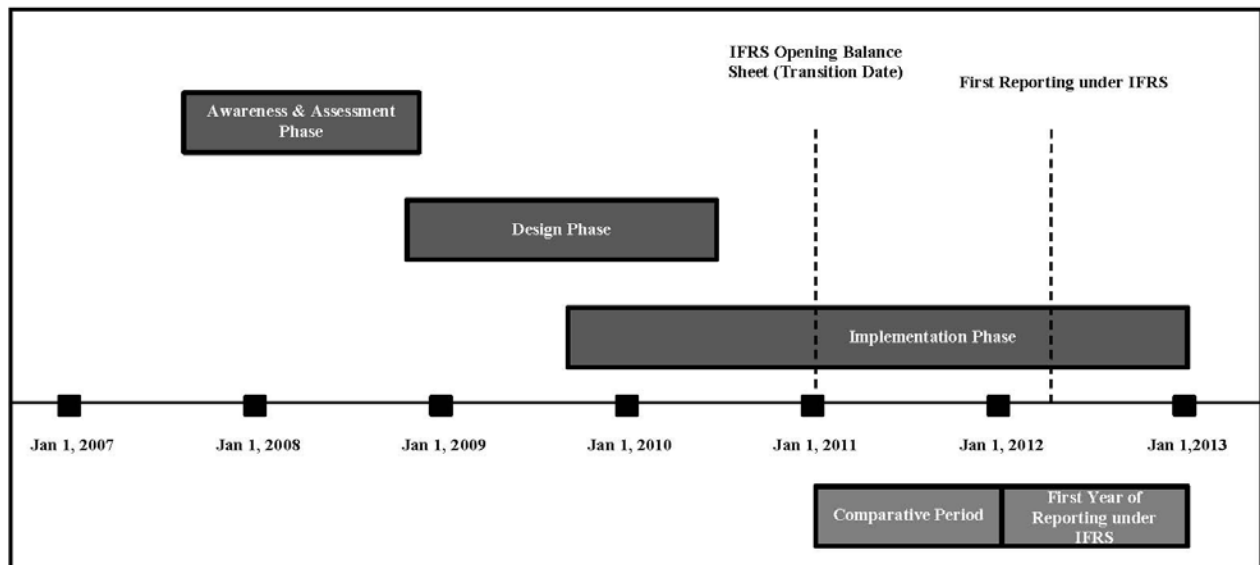 IFRS Opening Balance
Sheet (Transition Date)
First Reporting under IFRS
Awareness & Assessment
Phase
Design Phase
Implementation Phase
Jan 1, 2007
Jan 1, 2008
Jan 1, 2009
Jan 1, 2010
Jan 1, 2011
Jan 1, 2012
Jan 1,2013
Comparative Period
First Year of
Reporting under
IFRS